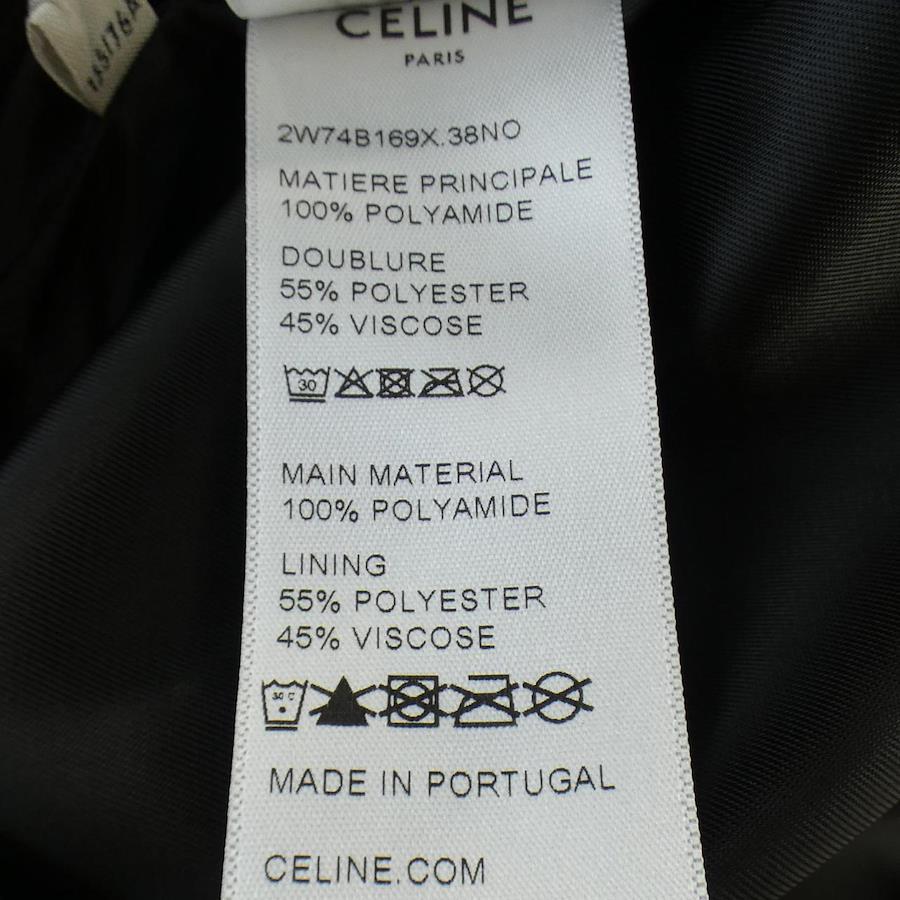 CELINE
PARIS
2W74B169X.38NO
MATIERE PRINCIPALE
100% POLYAMIDE
DOUBLURE
55% POLYESTER
45% VISCOSE
30
MAIN MATERIAL
100% POLYAMIDE
LINING
55% POLYESTER
45% VISCOSE
30 C
MADE IN PORTUGAL
CELINE.COM